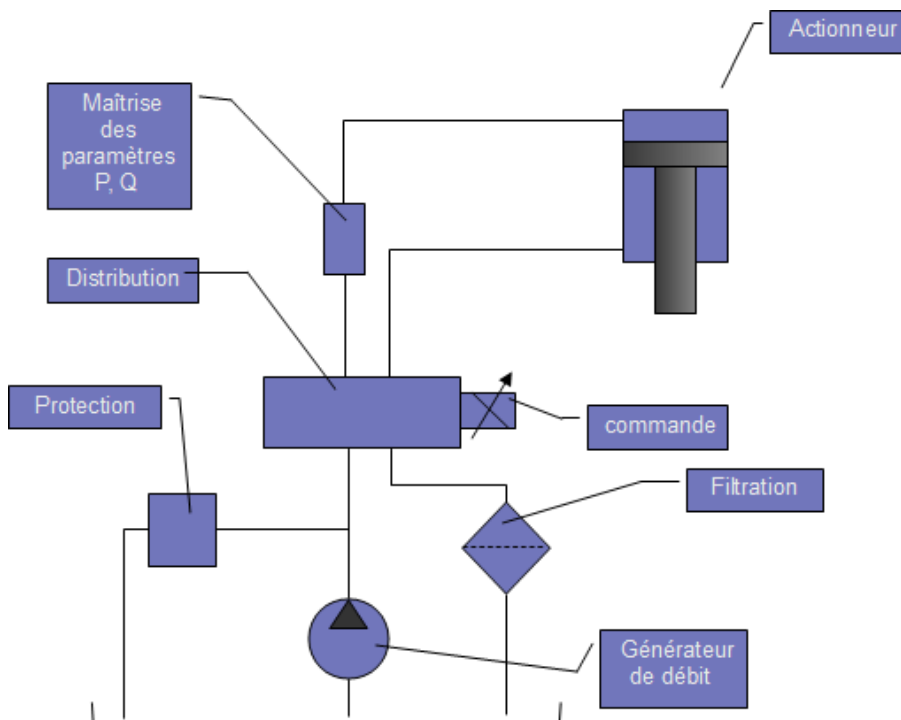 Actionneur
Maîtrise
des
paramètres
P, Q
Distribution
Protection
commande
Filtration
Générateur
de débit